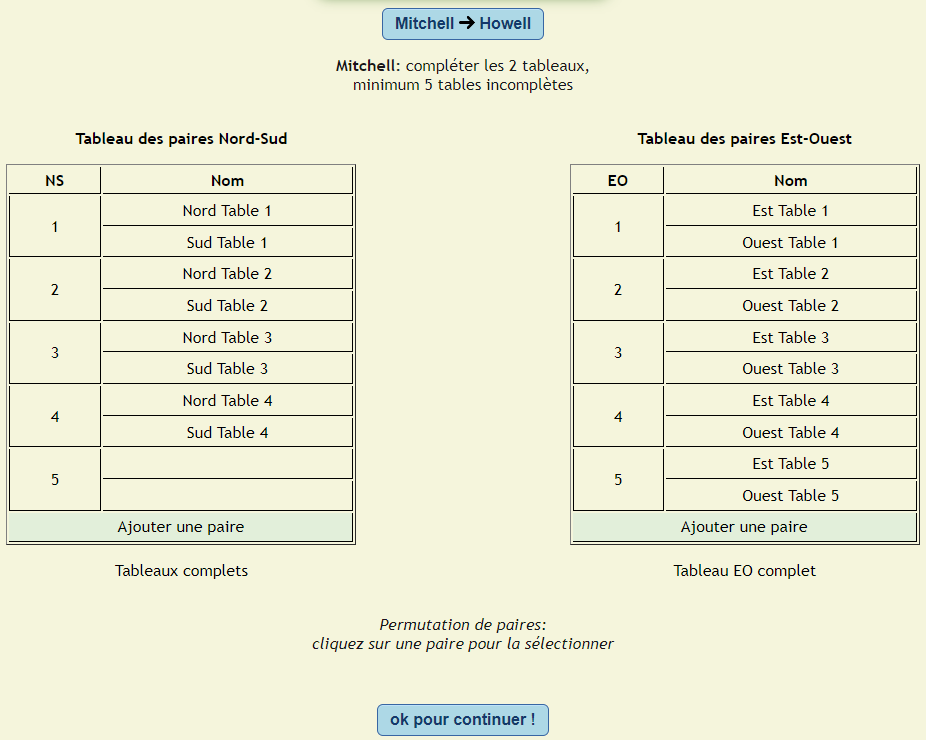 Mitchell → Howell
Mitchell: compléter les 2 tableaux,
minimum 5 tables incomplètes
Tableau des paires Nord-Sud
NS Nom
1
Nord Table 1
Sud Table 1
2
Nord Table 2
Sud Table 2
3
Nord Table 3
Sud Table 3
4
Nord Table 4
Sud Table 4
5
Ajouter une paire
Tableaux complets
Tableau des paires Est-Ouest
EO Nom
1
Est Table 1
Ouest Table 1
2
Est Table 2
Ouest Table 2
3
Est Table 3
Ouest Table 3
4
Est Table 4
Ouest Table 4
5
Est Table 5
Ouest Table 5
Ajouter une paire
Tableau EO complet
Permutation de paires:
cliquez sur une paire pour la sélectionner
ok pour continuer !